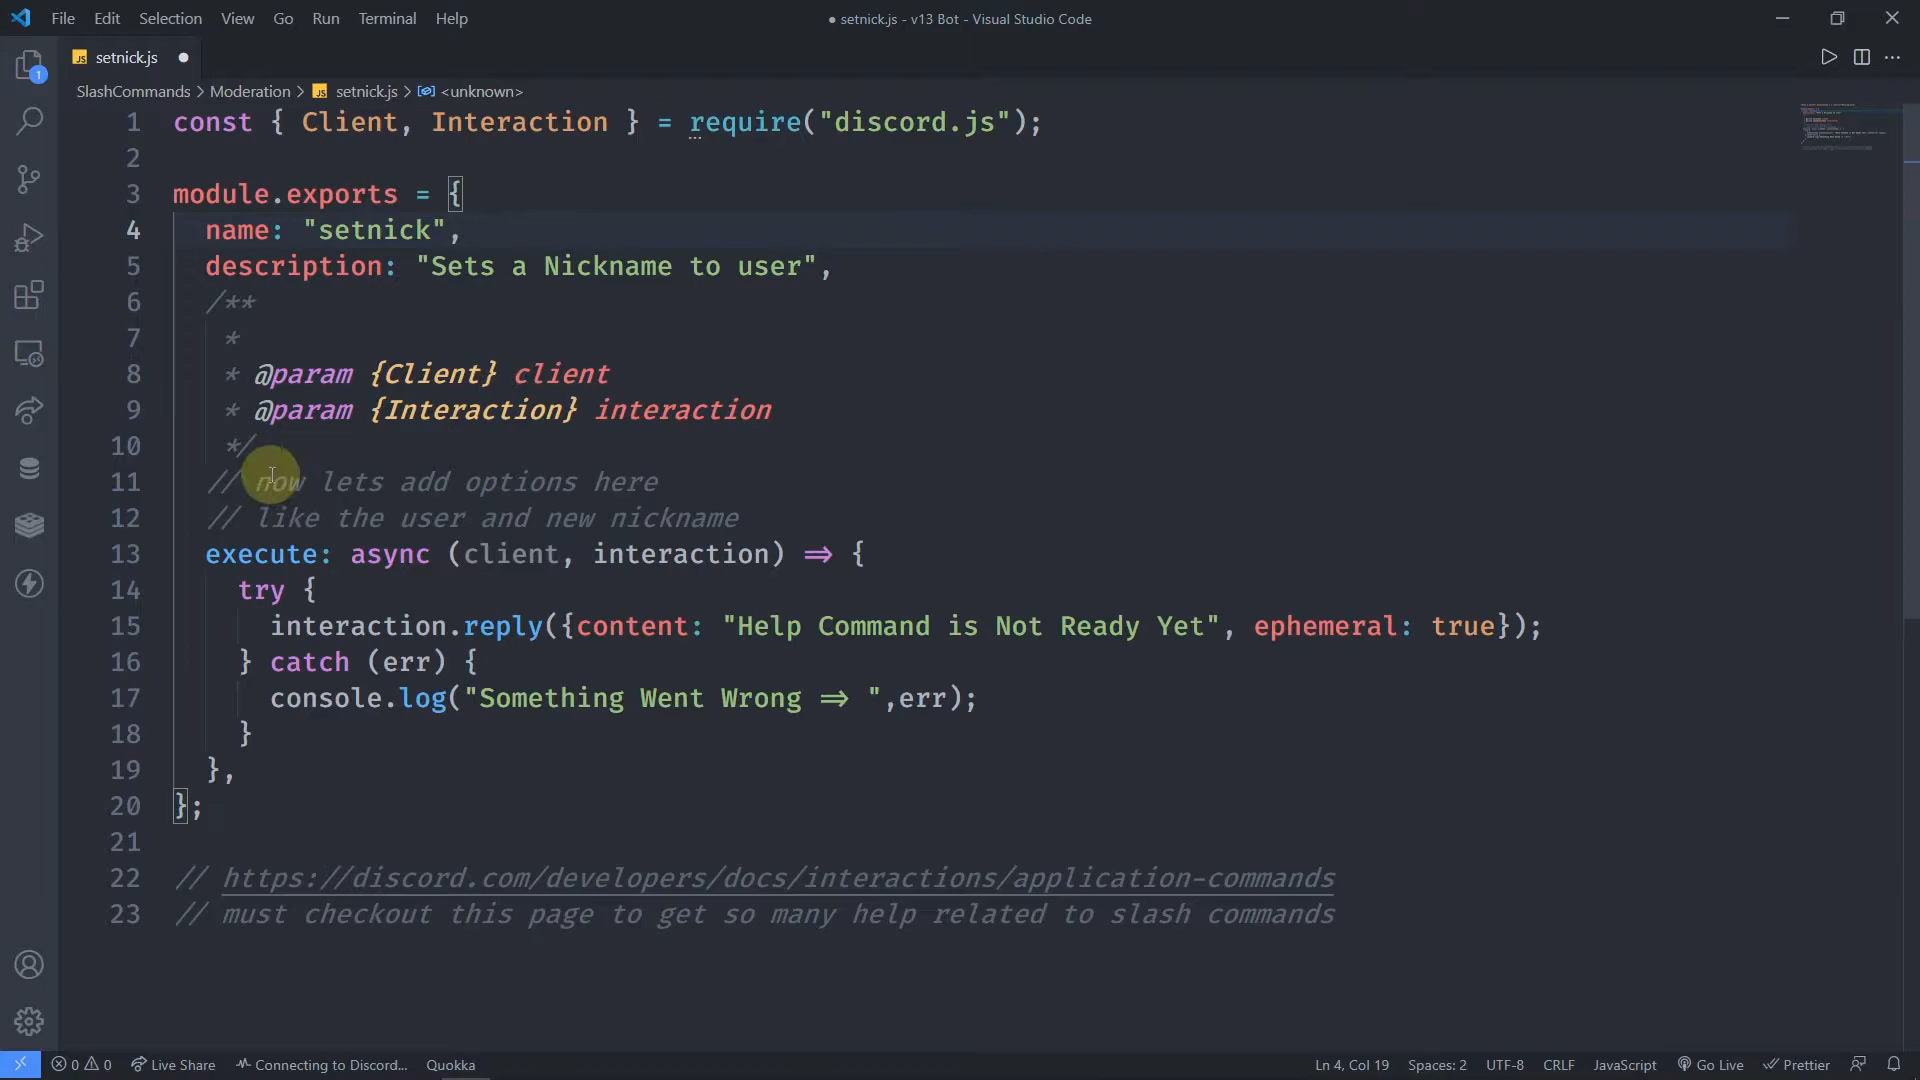 File Edit Selection View Go Run Terminal Help
● setnick.js - v13 Bot - Visual Studio Code
JS setnick.js
SlashCommands > Moderation > JS setnick.js > <unknown>
1 const { Client, Interaction } = require("discord.js");
2
3 module.exports = {
4 name: "setnick",
5 description: "Sets a Nickname to user",
6 /**
7 *
8 * @param {Client} client
9 * @param {Interaction} interaction
10 */
11 // now lets add options here
12 // like the user and new nickname
13 execute: async (client, interaction) => {
14 try {
15 interaction.reply({content: "Help Command is Not Ready Yet", ephemeral: true});
16 } catch (err) {
17 console.log("Something Went Wrong => ",err);
18 }
19 },
20 };
21
22 // https://discord.com/developers/docs/interactions/application-commands
23 // must checkout this page to get so many help related to slash commands
1
0 0 Live Share Connecting to Discord... Quokka Ln 4, Col 19 Spaces: 2 UTF-8 CRLF JavaScript Go Live Prettier